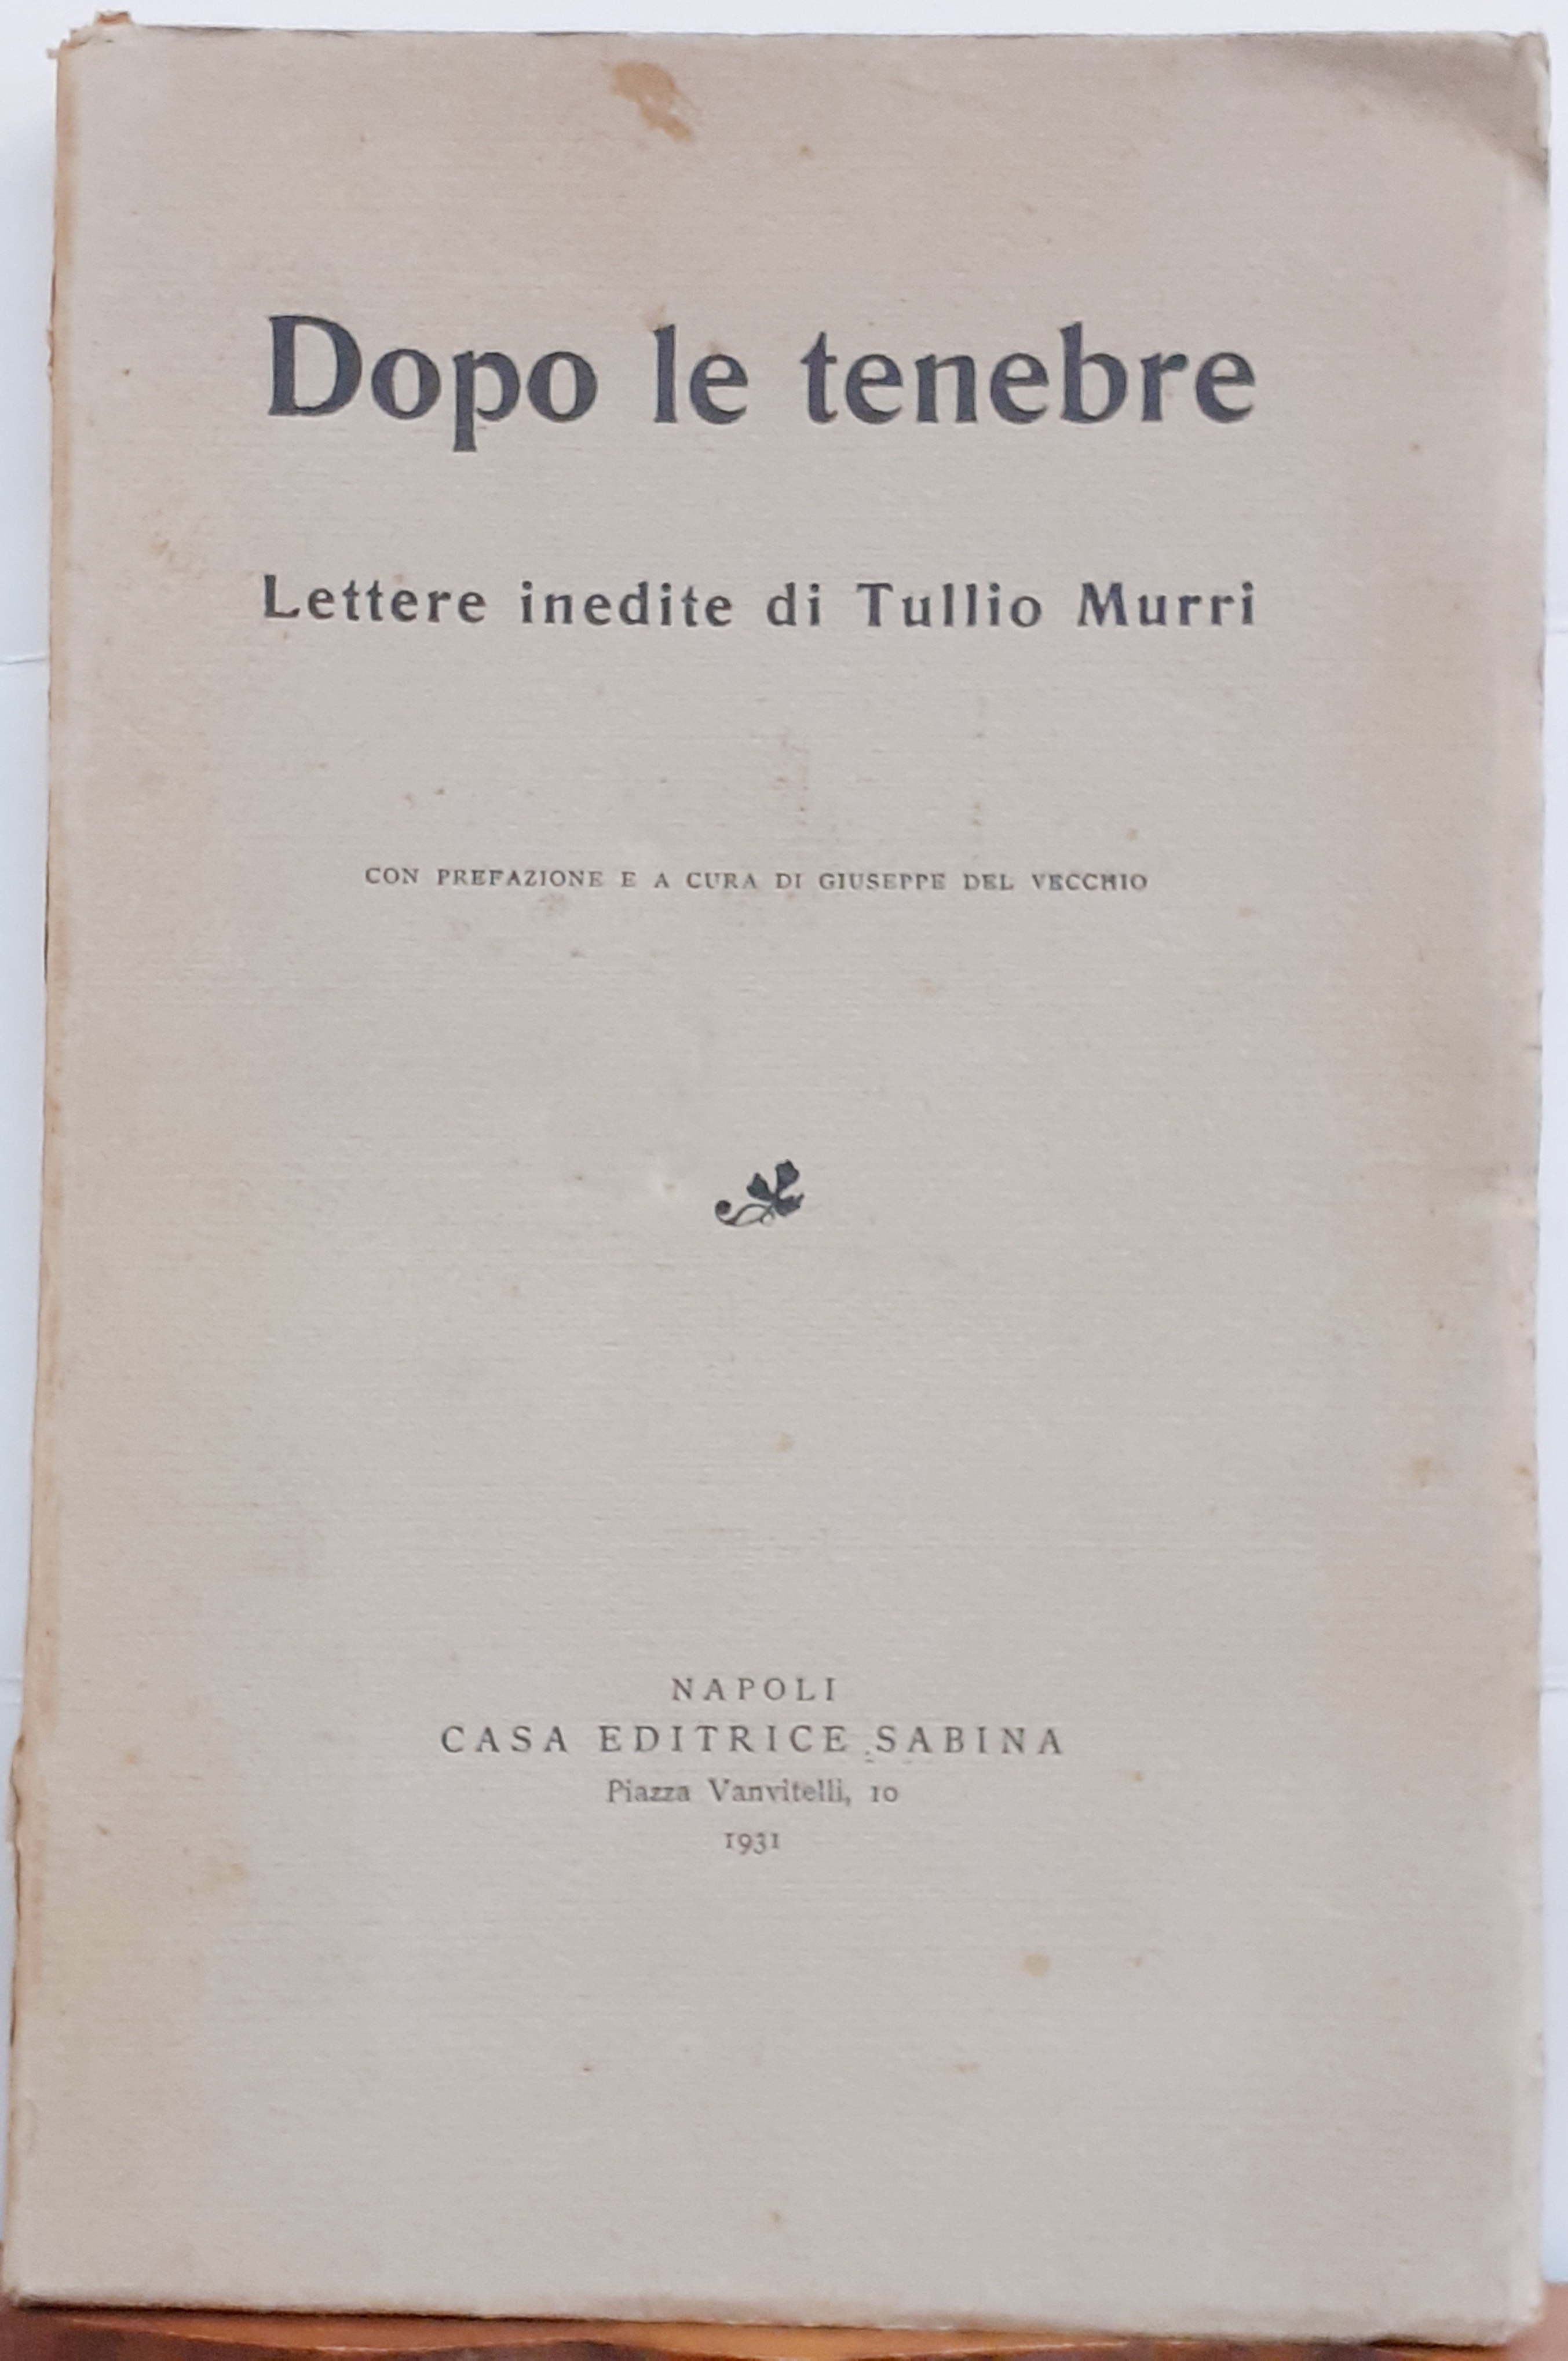 Dopo le tenebre
Lettere inedite di Tullio Murri
CON PREFAZIONE E A CURA DI GIUSEPPE DEL VECCHIO
NAPOLI
CASA EDITRICE SABINA
Piazza Vanvitelli, 10
1931